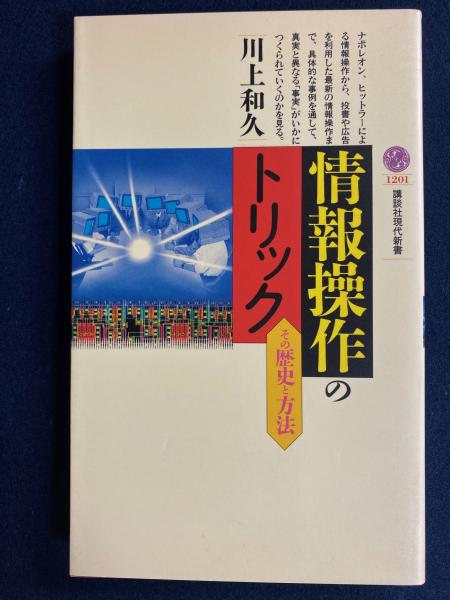 ナポレオン、ヒットラーによ
る情報操作から、投書や広告
を利用した最新の情報操作ま
で、具体的な事例を通して、
真実と異なる「事実」がいかに
つくられていくのかを見る。
川上和久
1201
講談社現代新書
情報操作の
トリック
その歴史と方法